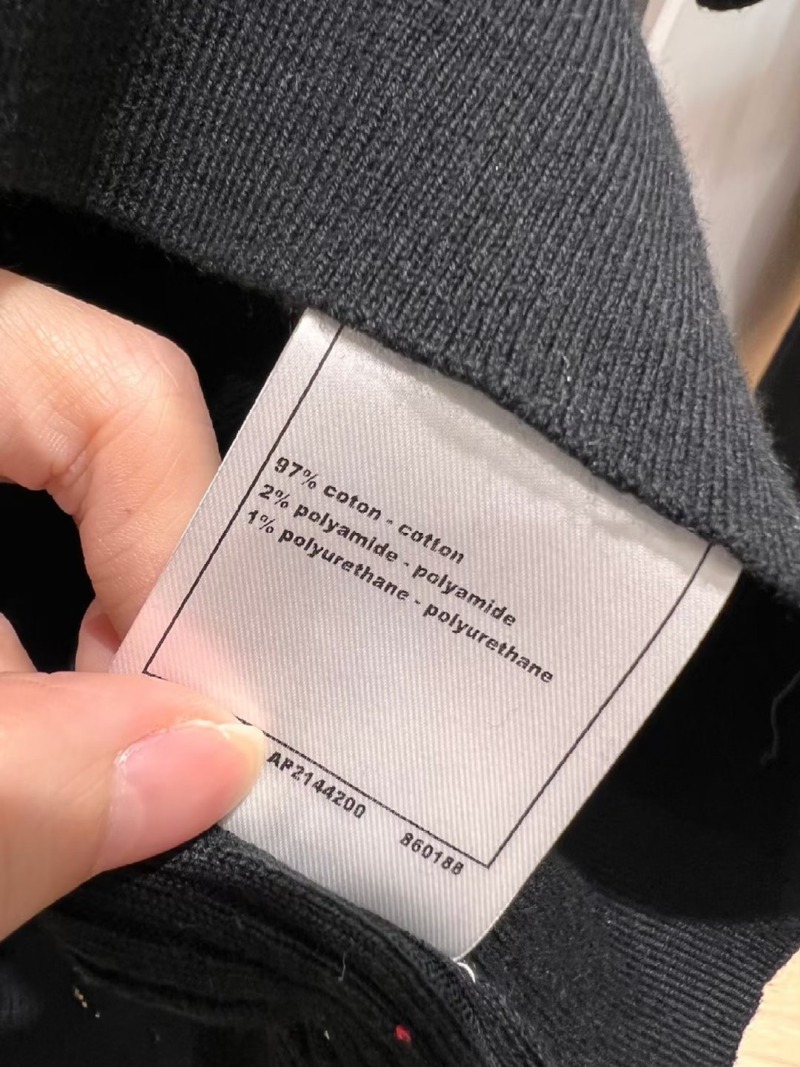 97% coton - cotton
2% polyamide - polyamide
1% polyurethane - polyurethane
AP2144200 860188